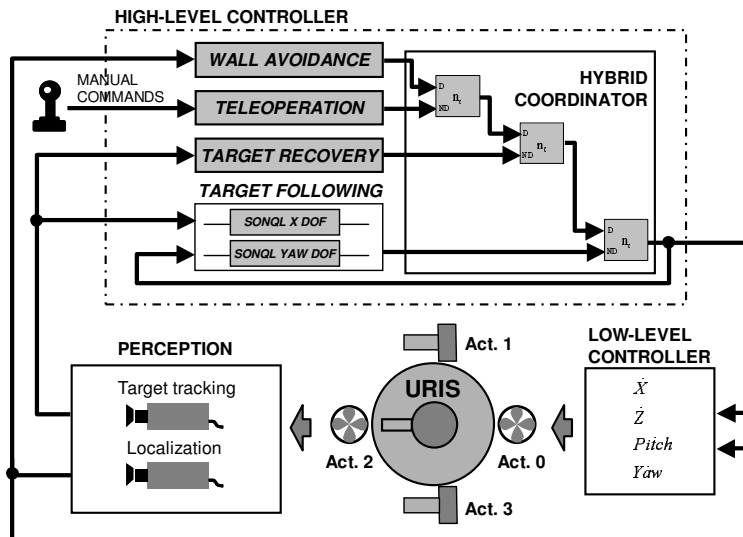 HIGH-LEVEL CONTROLLER
WALL AVOIDANCE
HYBRID
COORDINATOR
MANUAL
COMMANDS
TELEOPERATION
D
ND
n
D
ND
n
TARGET RECOVERY
TARGET FOLLOWING
SONQL X DOF
SONQL YAW DOF
D
ND
n
PERCEPTION
Target tracking
Localization
Act. 1
URIS
Act. 2
Act. 0
Act. 3
LOW-LEVEL
CONTROLLER
Ẋ
Ż
Pitch
Yȧw